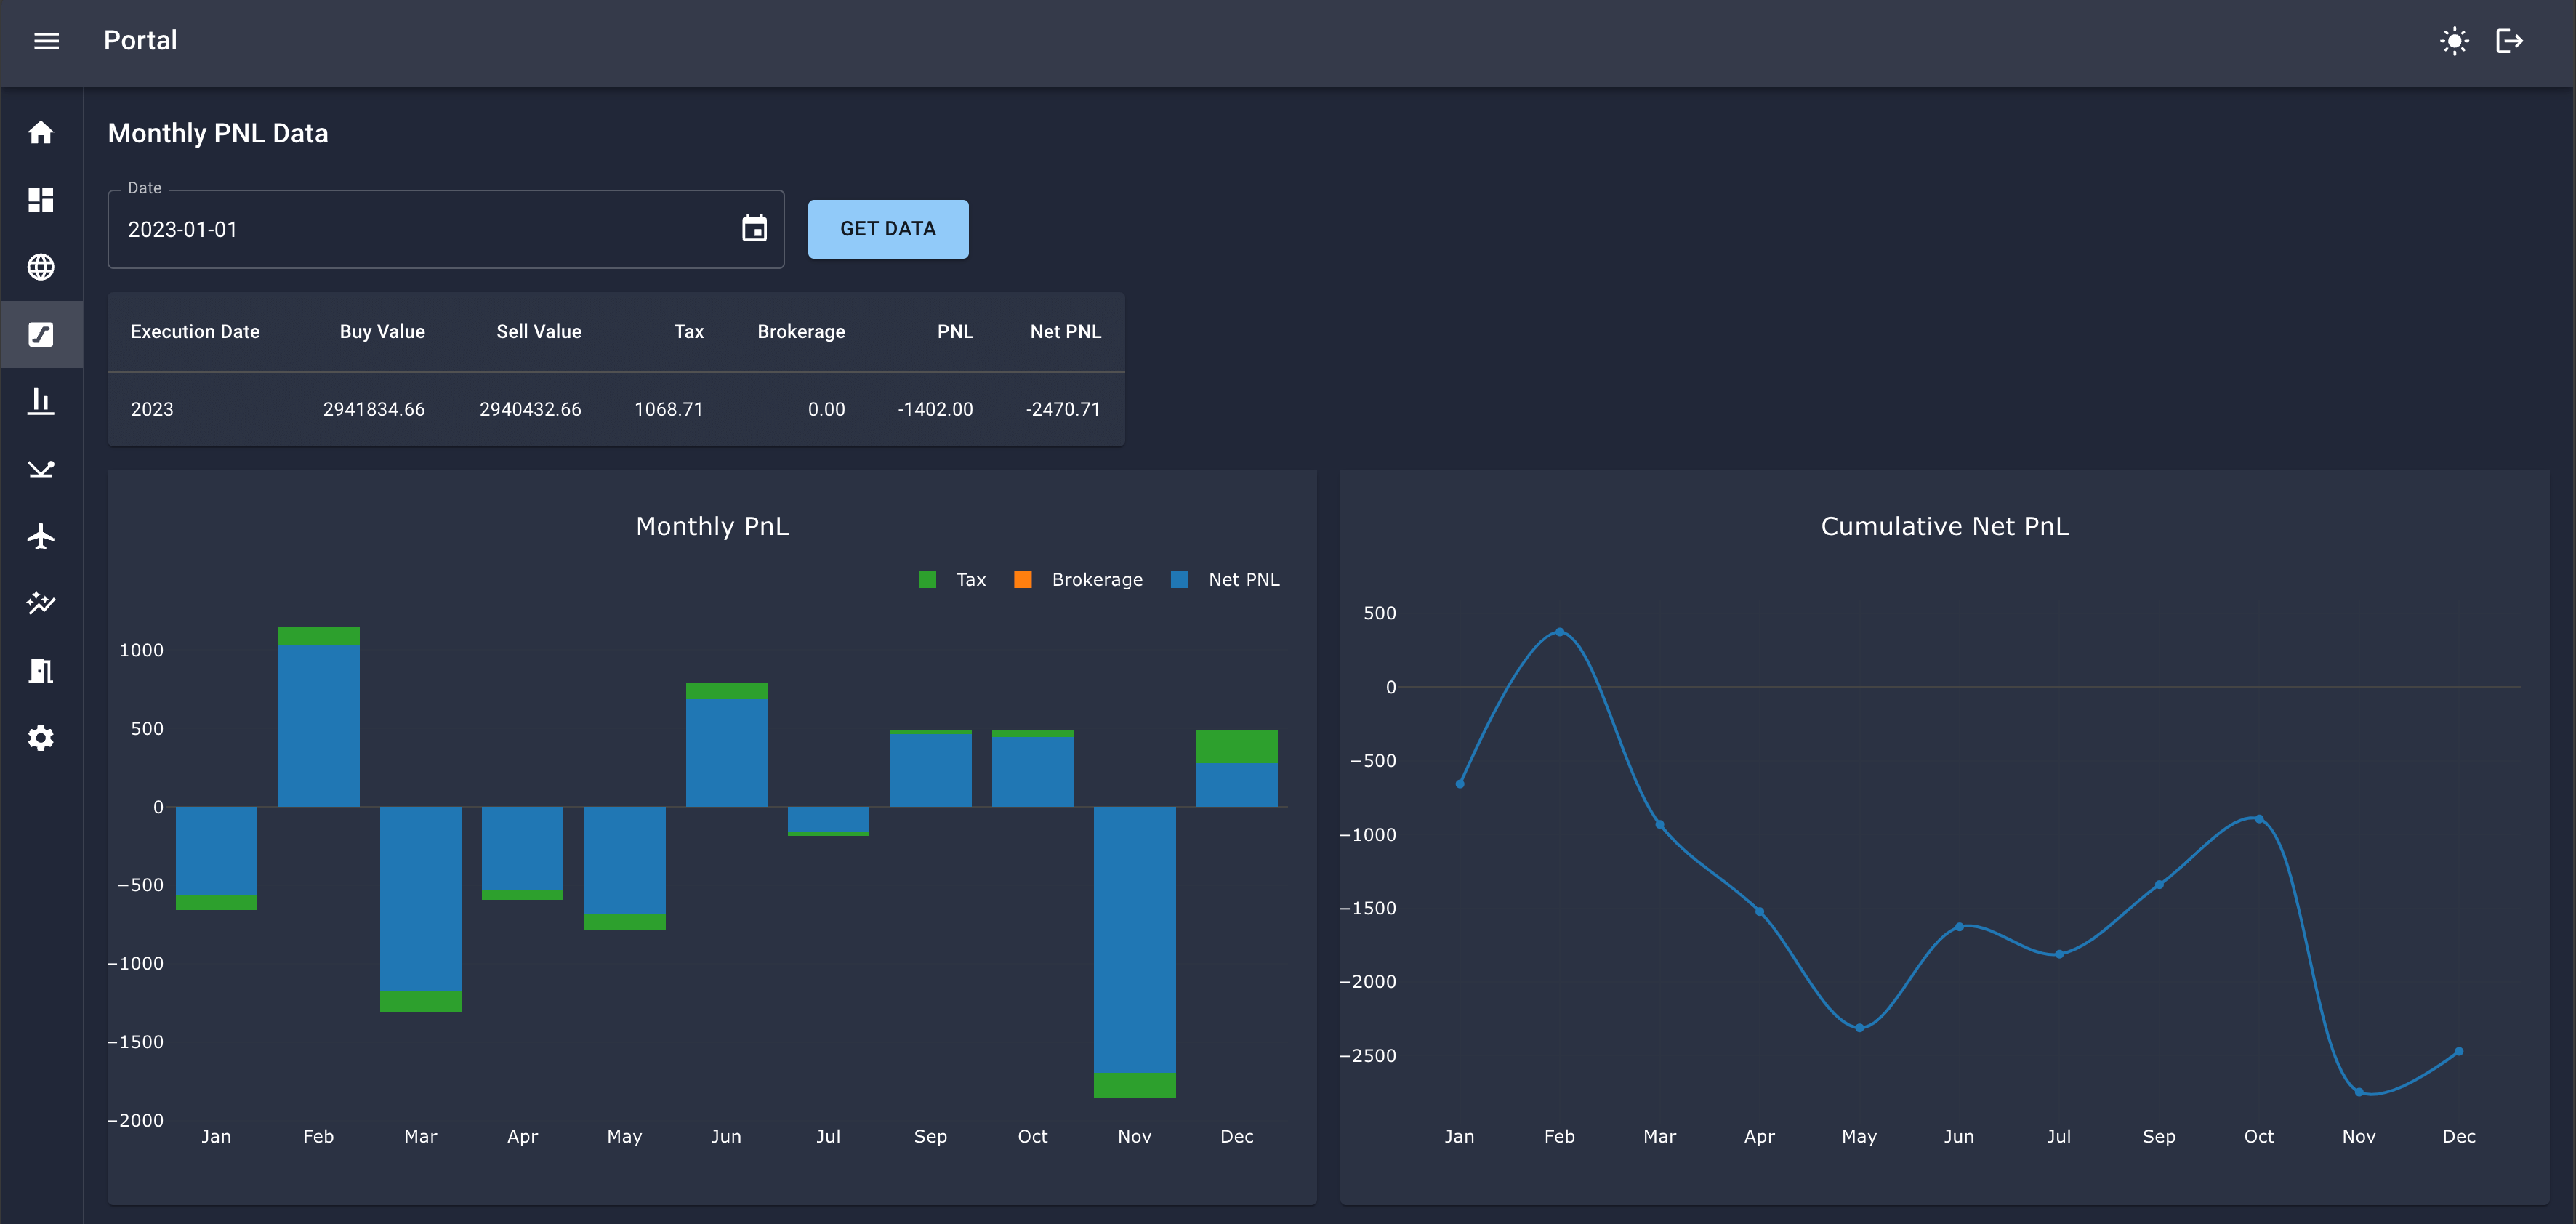 Portal
Monthly PNL Data
Date
2023-01-01
GET DATA
Execution Date Buy Value Sell Value Tax Brokerage PNL Net PNL
2023 2941834.66 2940432.66 1068.71 0.00 -1402.00 -2470.71
Monthly PnL
Tax Brokerage Net PNL
1000
500
0
−500
−1000
−1500
−2000
Jan Feb Mar Apr May Jun Jul Sep Oct Nov Dec
Cumulative Net PnL
500
0
−500
−1000
−1500
−2000
−2500
Jan Feb Mar Apr May Jun Jul Sep Oct Nov Dec